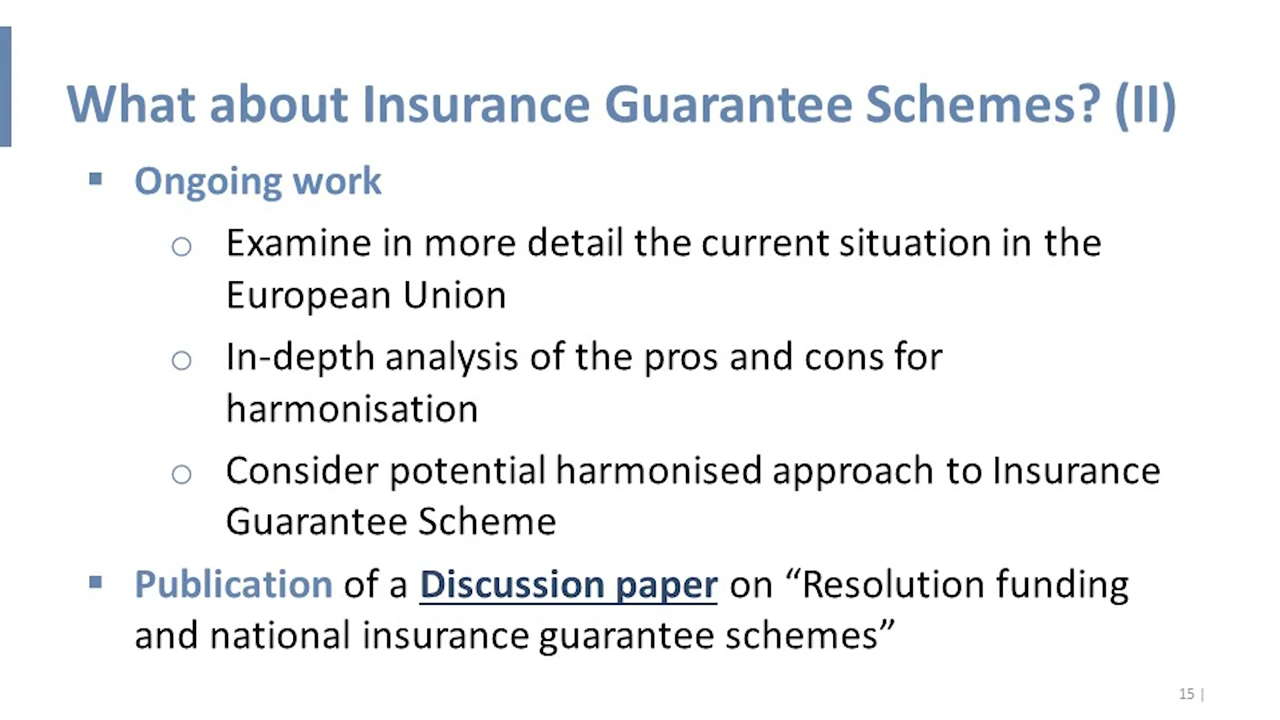 What about Insurance Guarantee Schemes? (II)
▪ Ongoing work
o Examine in more detail the current situation in the
European Union
o In-depth analysis of the pros and cons for
harmonisation
o Consider potential harmonised approach to Insurance
Guarantee Scheme
▪ Publication of a Discussion paper on “Resolution funding
and national insurance guarantee schemes”
15 |